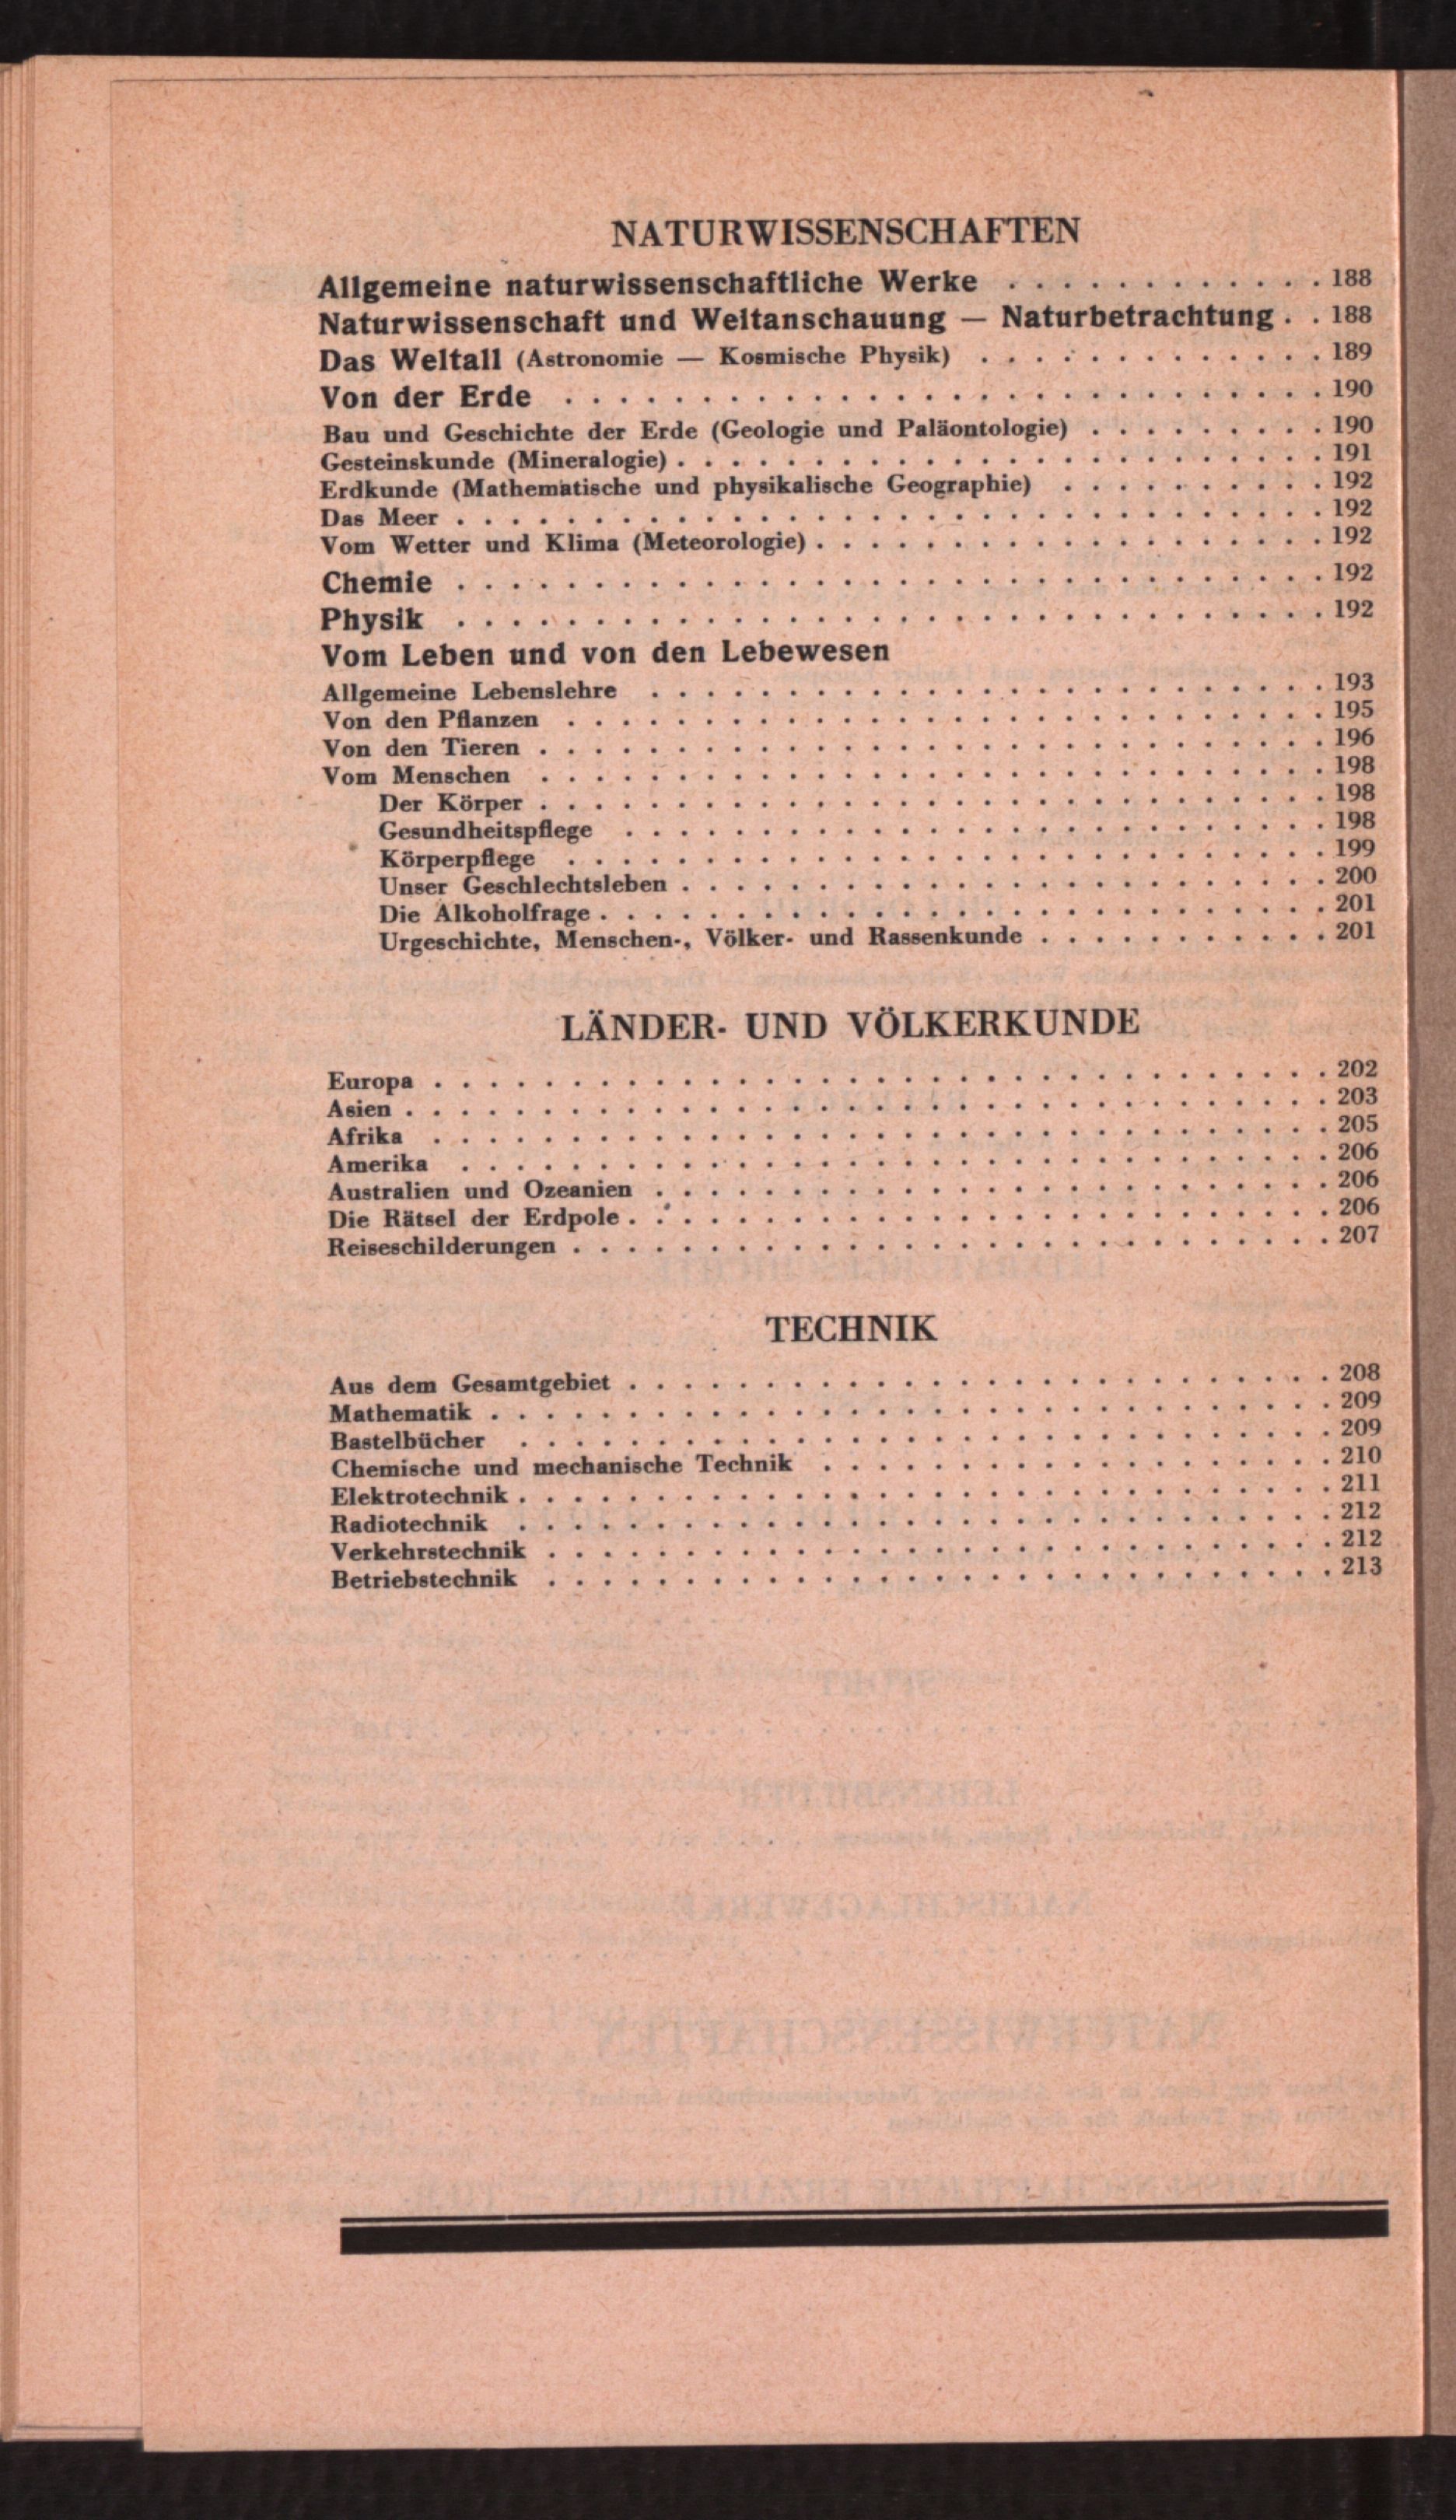 NATURWISSENSCHAFTEN
Allgemeine naturwissenschaftliche Werke . . . . . . . . . . . . 188
Naturwissenschaft und Weltanschauung — Naturbetrachtung . . 188
Das Weltall (Astronomie — Kosmische Physik) . . . . . . . . . . . . . 189
Von der Erde . . . . . . . . . . . . . . . . . . . . . . . . . . . . 190
Bau und Geschichte der Erde (Geologie und Paläontologie) . . . . . . . . . 190
Gesteinskunde (Mineralogie) . . . . . . . . . . . . . . . . . . . . . . . . 191
Erdkunde (Mathematische und physikalische Geographie) . . . . . . . . . . 192
Das Meer . . . . . . . . . . . . . . . . . . . . . . . . . . . . . . . . 192
Vom Wetter und Klima (Meteorologie) . . . . . . . . . . . . . . . . . . . 192
Chemie . . . . . . . . . . . . . . . . . . . . . . . . . . . . . . . . 192
Physik . . . . . . . . . . . . . . . . . . . . . . . . . . . . . . . . 192
Vom Leben und von den Lebewesen
Allgemeine Lebenslehre . . . . . . . . . . . . . . . . . . . . . . . . . 193
Von den Pflanzen . . . . . . . . . . . . . . . . . . . . . . . . . . . . 195
Von den Tieren . . . . . . . . . . . . . . . . . . . . . . . . . . . . . 196
Vom Menschen . . . . . . . . . . . . . . . . . . . . . . . . . . . . . 198
Der Körper . . . . . . . . . . . . . . . . . . . . . . . . . . . . . 198
Gesundheitspflege . . . . . . . . . . . . . . . . . . . . . . . . . . 198
Körperpflege . . . . . . . . . . . . . . . . . . . . . . . . . . . . 199
Unser Geschlechtsleben . . . . . . . . . . . . . . . . . . . . . . . . 200
Die Alkoholfrage . . . . . . . . . . . . . . . . . . . . . . . . . . . 201
Urgeschichte, Menschen-, Völker- und Rassenkunde . . . . . . . . . . . 201
LÄNDER- UND VÖLKERKUNDE
Europa . . . . . . . . . . . . . . . . . . . . . . . . . . . . . . . . . 202
Asien . . . . . . . . . . . . . . . . . . . . . . . . . . . . . . . . . . 203
Afrika . . . . . . . . . . . . . . . . . . . . . . . . . . . . . . . . . 205
Amerika . . . . . . . . . . . . . . . . . . . . . . . . . . . . . . . . 206
Australien und Ozeanien . . . . . . . . . . . . . . . . . . . . . . . . . 206
Die Rätsel der Erdpole . . . . . . . . . . . . . . . . . . . . . . . . . . 206
Reiseschilderungen . . . . . . . . . . . . . . . . . . . . . . . . . . . . 207
TECHNIK
Aus dem Gesamtgebiet . . . . . . . . . . . . . . . . . . . . . . . . . . 208
Mathematik . . . . . . . . . . . . . . . . . . . . . . . . . . . . . . . 209
Bastelbücher . . . . . . . . . . . . . . . . . . . . . . . . . . . . . . 209
Chemische und mechanische Technik . . . . . . . . . . . . . . . . . . . 210
Elektrotechnik . . . . . . . . . . . . . . . . . . . . . . . . . . . . . . 211
Radiotechnik . . . . . . . . . . . . . . . . . . . . . . . . . . . . . . 212
Verkehrstechnik . . . . . . . . . . . . . . . . . . . . . . . . . . . . . 212
Betriebstechnik . . . . . . . . . . . . . . . . . . . . . . . . . . . . . 213